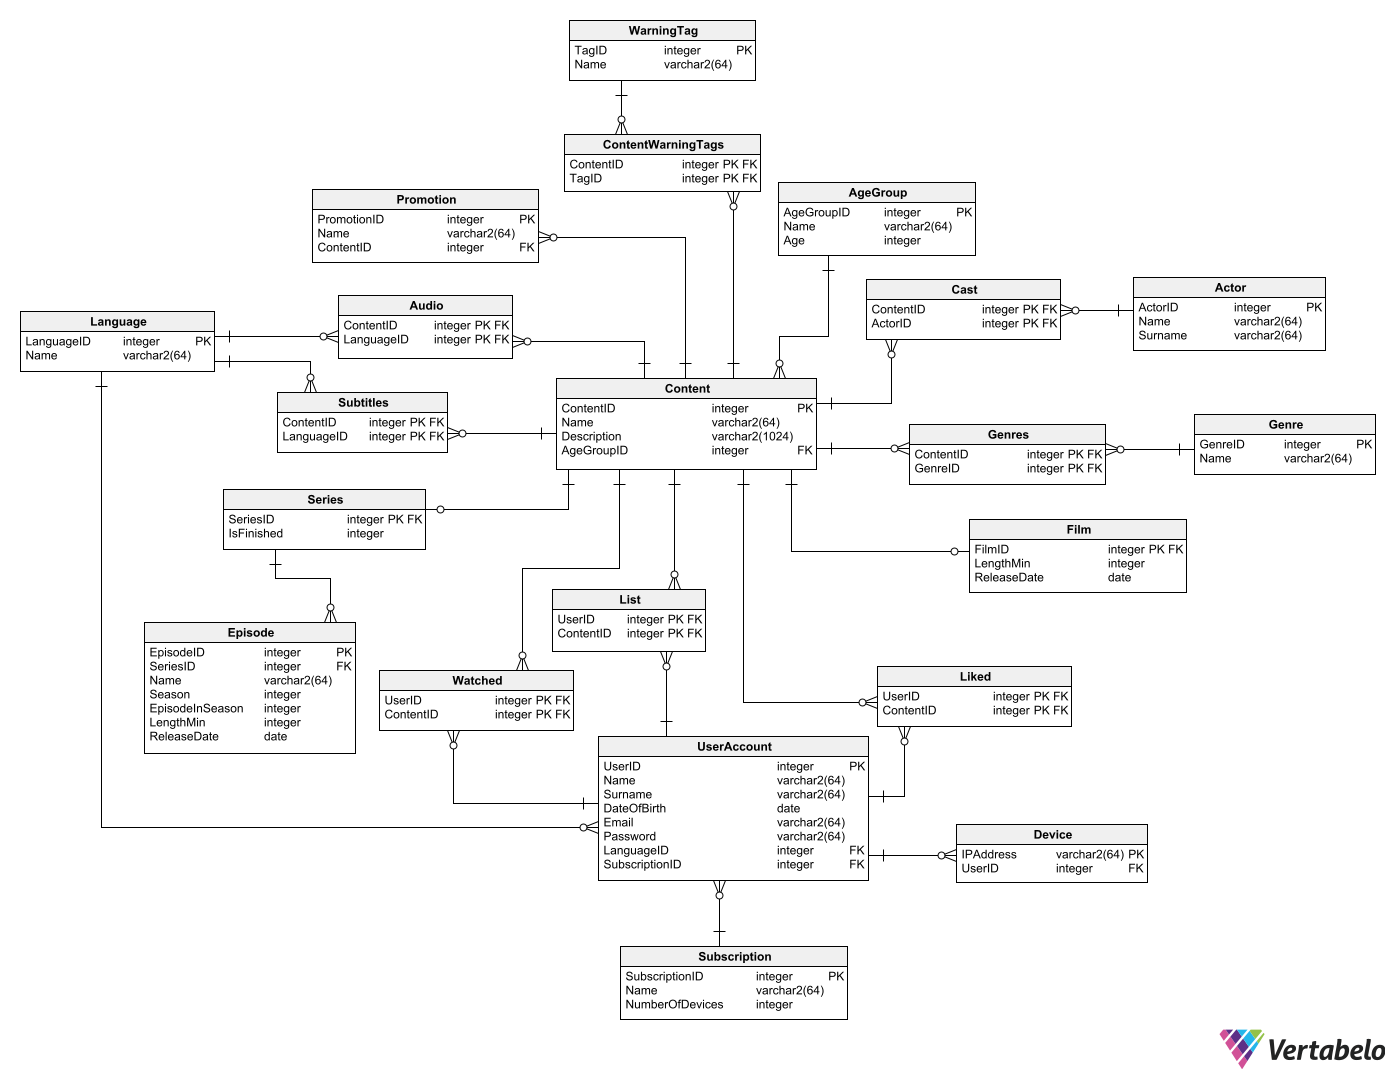 WarningTag
TagID integer PK
Name varchar2(64)
ContentWarningTags
ContentID integer PK FK
TagID integer PK FK
Promotion
PromotionID integer PK
Name varchar2(64)
ContentID integer FK
AgeGroup
AgeGroupID integer PK
Name varchar2(64)
Age integer
Cast
ContentID integer PK FK
ActorID integer PK FK
Actor
ActorID integer PK
Name varchar2(64)
Surname varchar2(64)
Language
LanguageID integer PK
Name varchar2(64)
Audio
ContentID integer PK FK
LanguageID integer PK FK
Subtitles
ContentID integer PK FK
LanguageID integer PK FK
Content
ContentID integer PK
Name varchar2(64)
Description varchar2(1024)
AgeGroupID integer FK
Genres
ContentID integer PK FK
GenreID integer PK FK
Genre
GenreID integer PK
Name varchar2(64)
Series
SeriesID integer PK FK
IsFinished integer
Film
FilmID integer PK FK
LengthMin integer
ReleaseDate date
Episode
EpisodeID integer PK
SeriesID integer FK
Name varchar2(64)
Season integer
EpisodeInSeason integer
LengthMin integer
ReleaseDate date
List
UserID integer PK FK
ContentID integer PK FK
Watched
UserID integer PK FK
ContentID integer PK FK
Liked
UserID integer PK FK
ContentID integer PK FK
UserAccount
UserID integer PK
Name varchar2(64)
Surname varchar2(64)
DateOfBirth date
Email varchar2(64)
Password varchar2(64)
LanguageID integer FK
SubscriptionID integer FK
Device
IPAddress varchar2(64) PK
UserID integer FK
Subscription
SubscriptionID integer PK
Name varchar2(64)
NumberOfDevices integer
Vertabelo